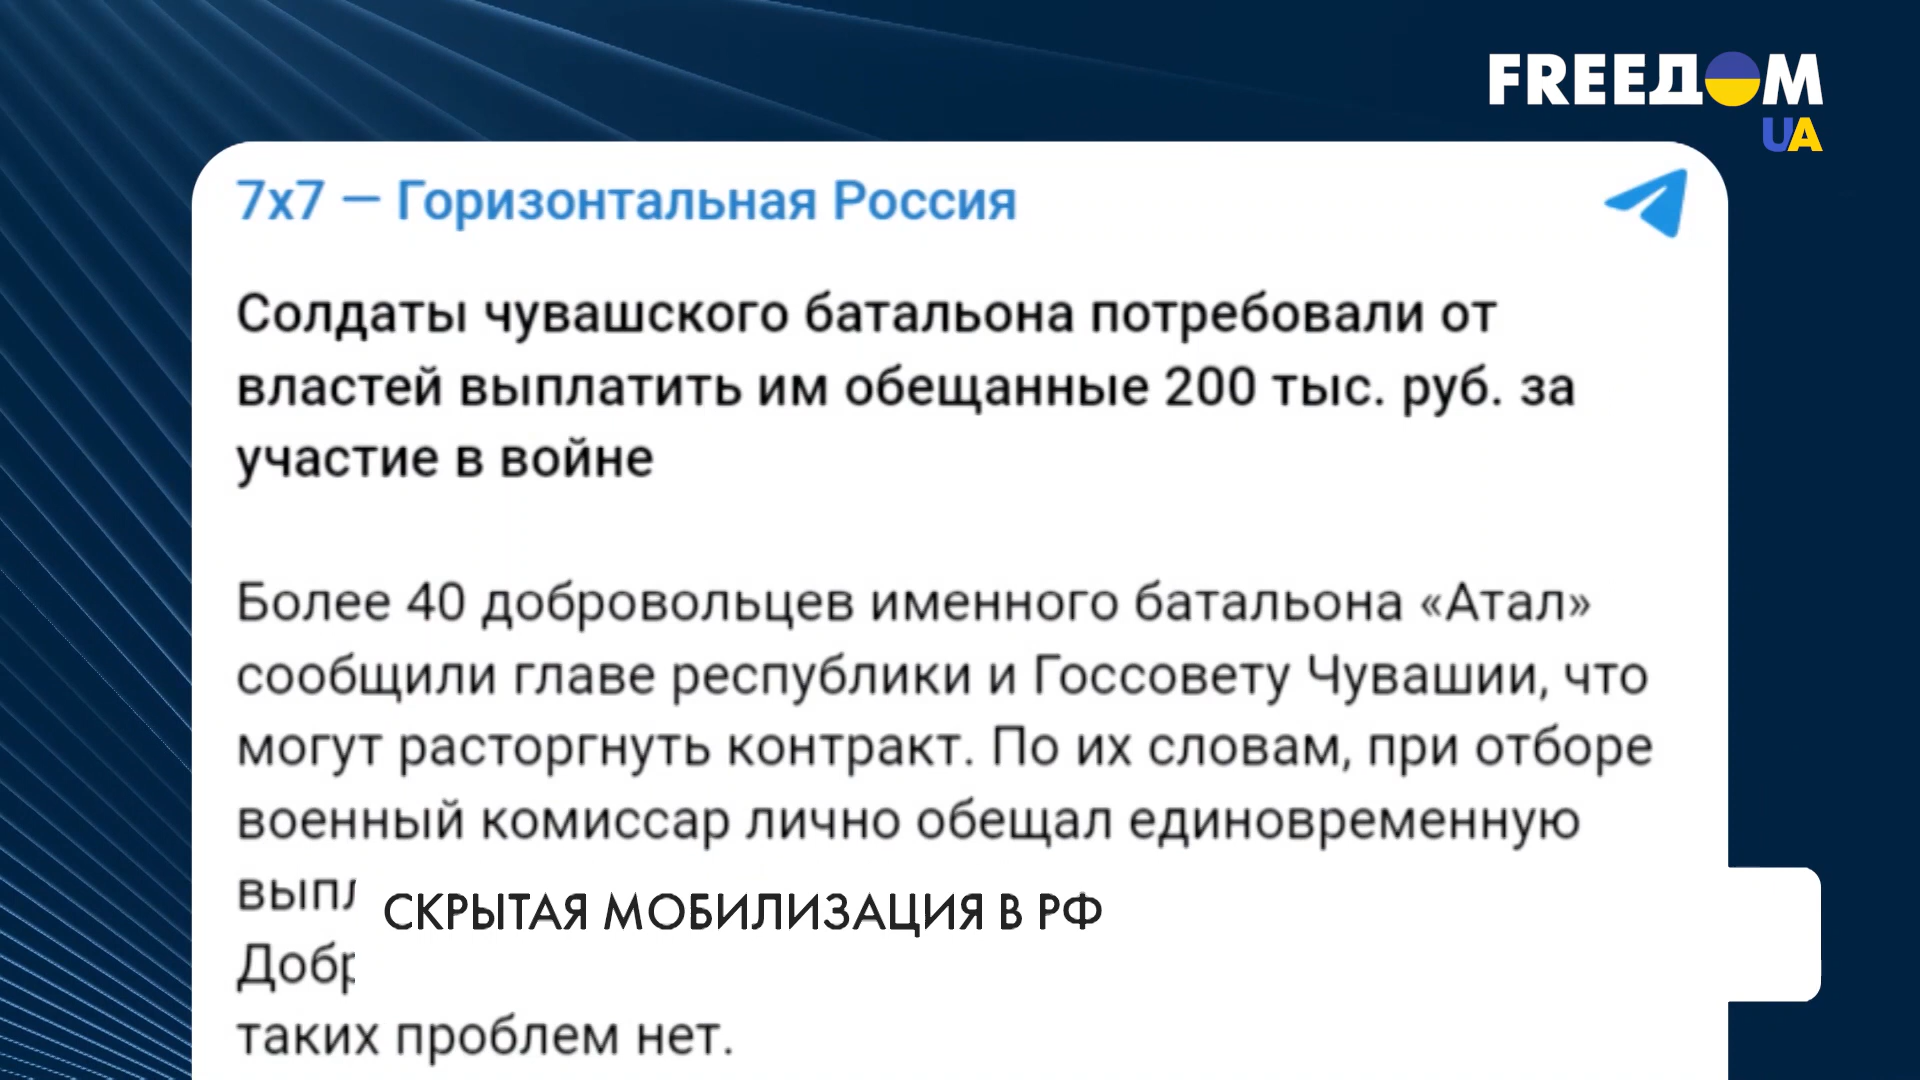 FREEДOM
UA
7x7 — Горизонтальная Россия
Солдаты чувашского батальона потребовали от
властей выплатить им обещанные 200 тыс. руб. за
участие в войне
Более 40 добровольцев именного батальона «Атал»
сообщили главе республики и Госсовету Чувашии, что
могут расторгнуть контракт. По их словам, при отборе
военный комиссар лично обещал единовременную
СКРЫТАЯ МОБИЛИЗАЦИЯ В РФ
таких проблем нет.